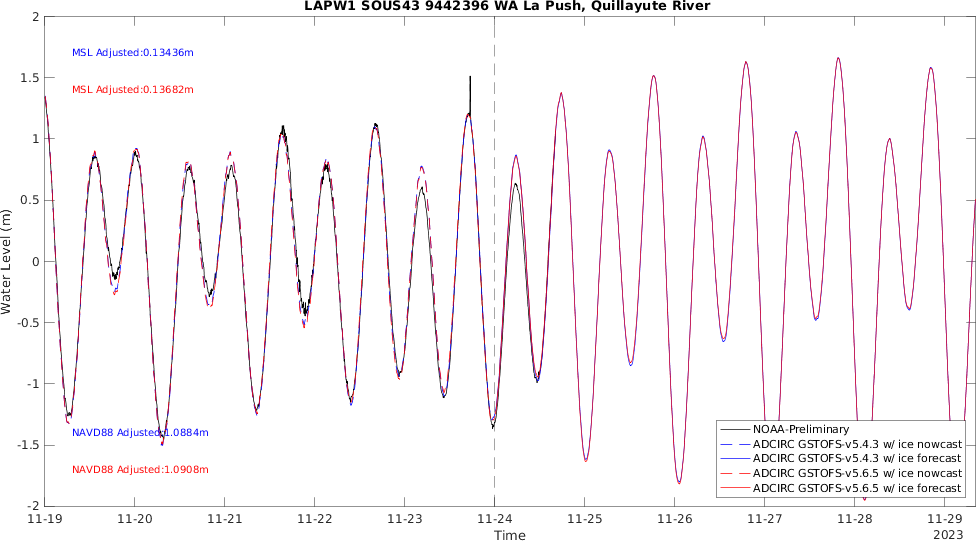 LAPW1 SOUS43 9442396 WA La Push, Quillayute River
Water Level (m)
2
1.5
1
0.5
0
-0.5
-1
-1.5
-2
MSL Adjusted:0.13436m
MSL Adjusted:0.13682m
NAVD88 Adjusted:1.0884m
NAVD88 Adjusted:1.0908m
NOAA-Preliminary
ADCIRC GSTOFS-v5.4.3 w/ ice nowcast
ADCIRC GSTOFS-v5.4.3 w/ ice forecast
ADCIRC GSTOFS-v5.6.5 w/ ice nowcast
ADCIRC GSTOFS-v5.6.5 w/ ice forecast
11-19 11-20 11-21 11-22 11-23 11-24 11-25 11-26 11-27 11-28 11-29
2023
Time